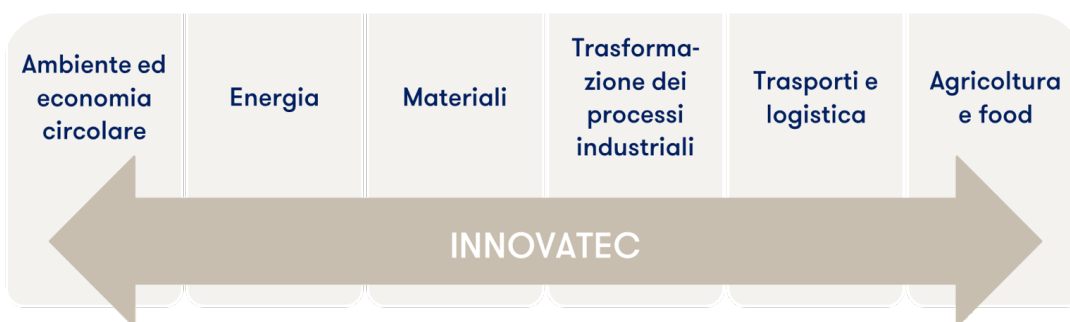 Ambiente ed
economia
circolare
Energia
Materiali
Trasforma-
zione dei
processi
industriali
Trasporti e
logistica
Agricoltura
e food
INNOVATEC